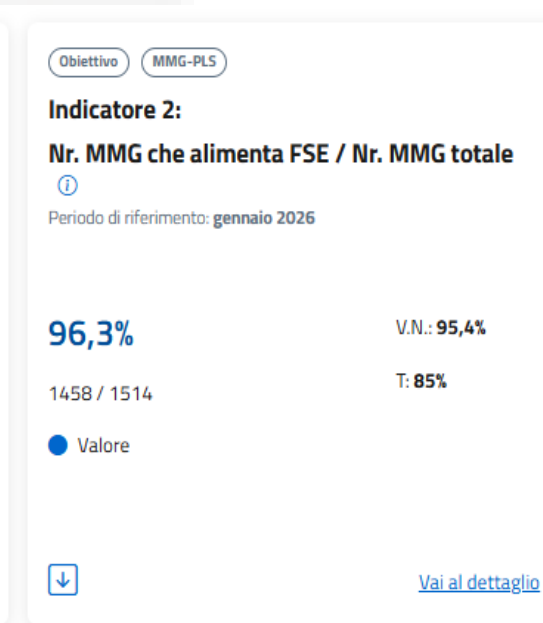 Obiettivo MMG-PLS
Indicatore 2:
Nr. MMG che alimenta FSE / Nr. MMG totale
i
Periodo di riferimento: gennaio 2026
96,3% V.N.: 95,4%
1458 / 1514 T: 85%
Valore
Vai al dettaglio